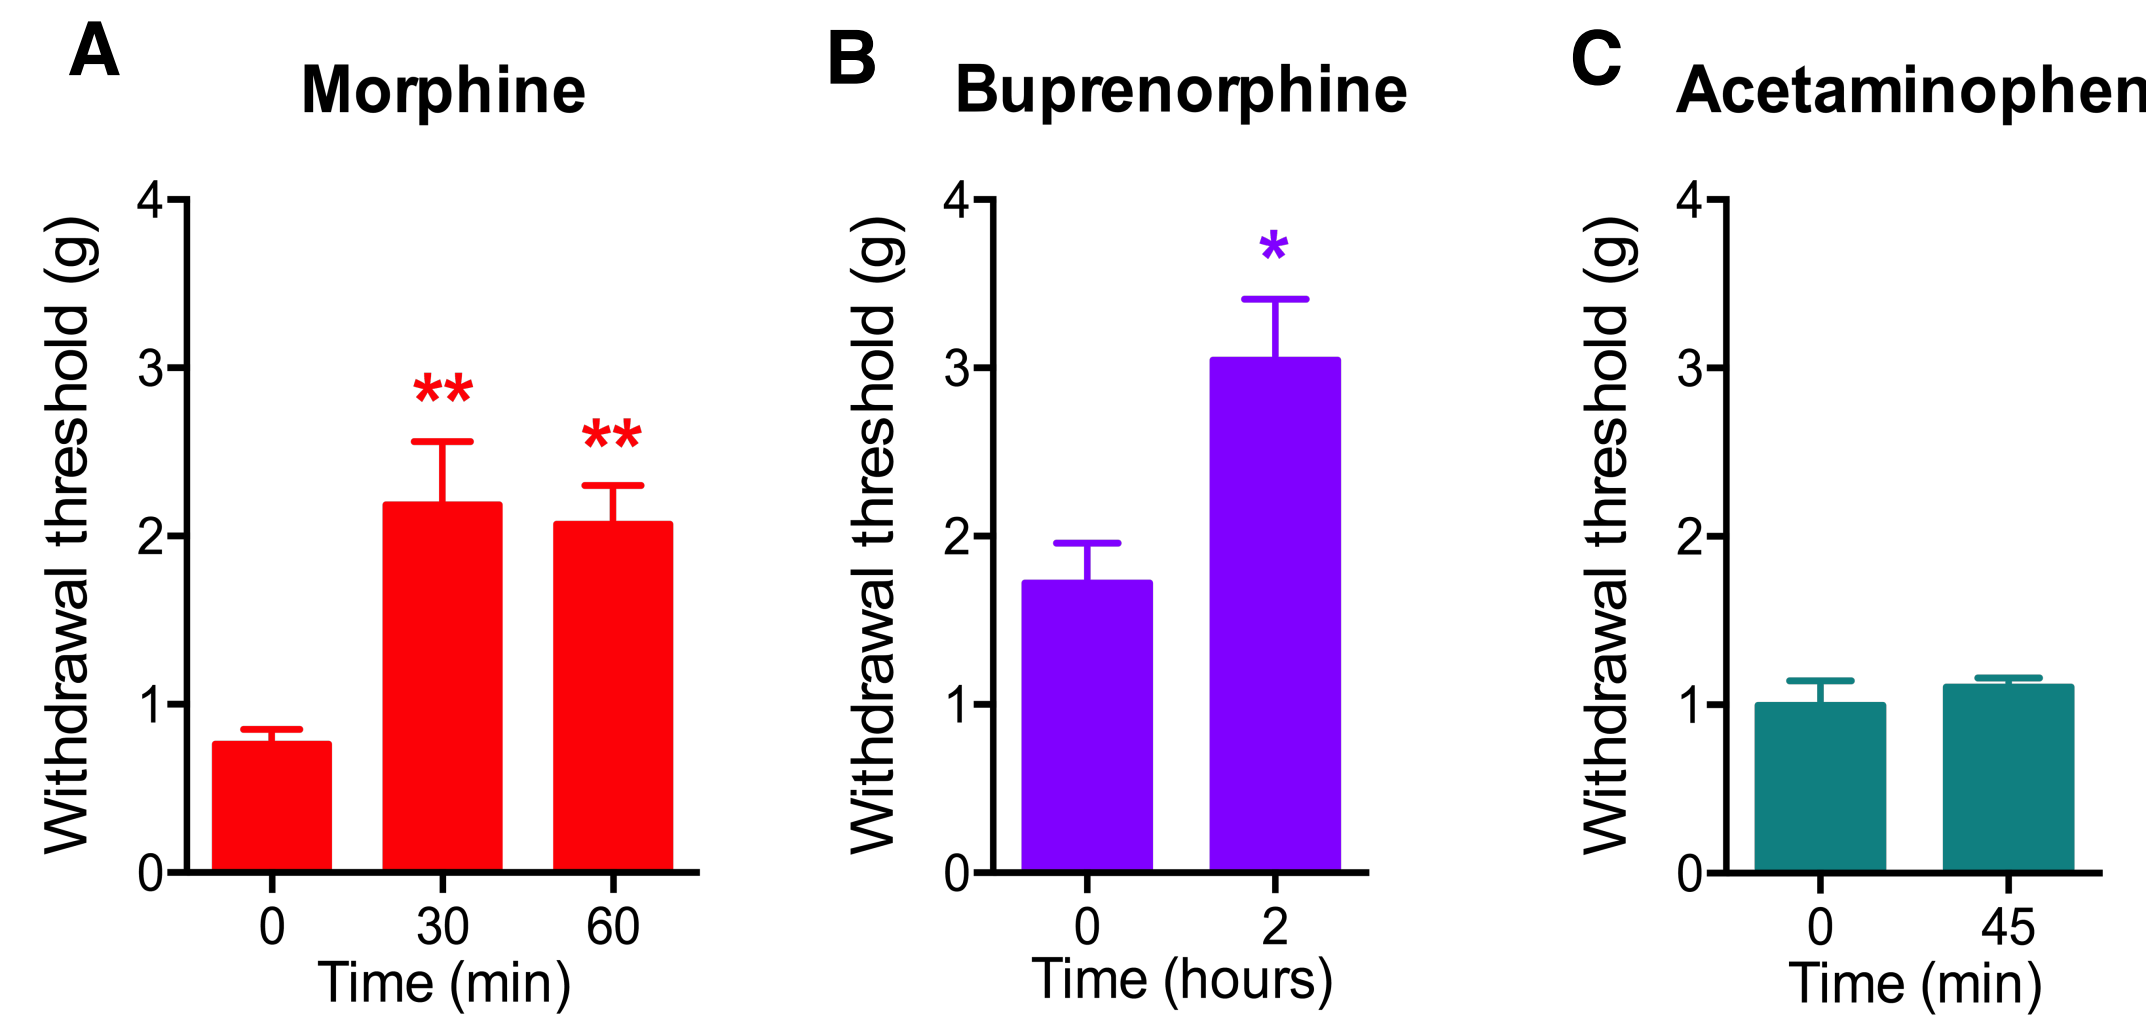 A
Morphine
Withdrawal threshold (g)
4
3
2
1
0
**
**
0 30 60
Time (min)
B
Buprenorphine
Withdrawal threshold (g)
4
3
2
1
0
*
0 2
Time (hours)
C
Acetaminophen
Withdrawal threshold (g)
4
3
2
1
0
0 45
Time (min)